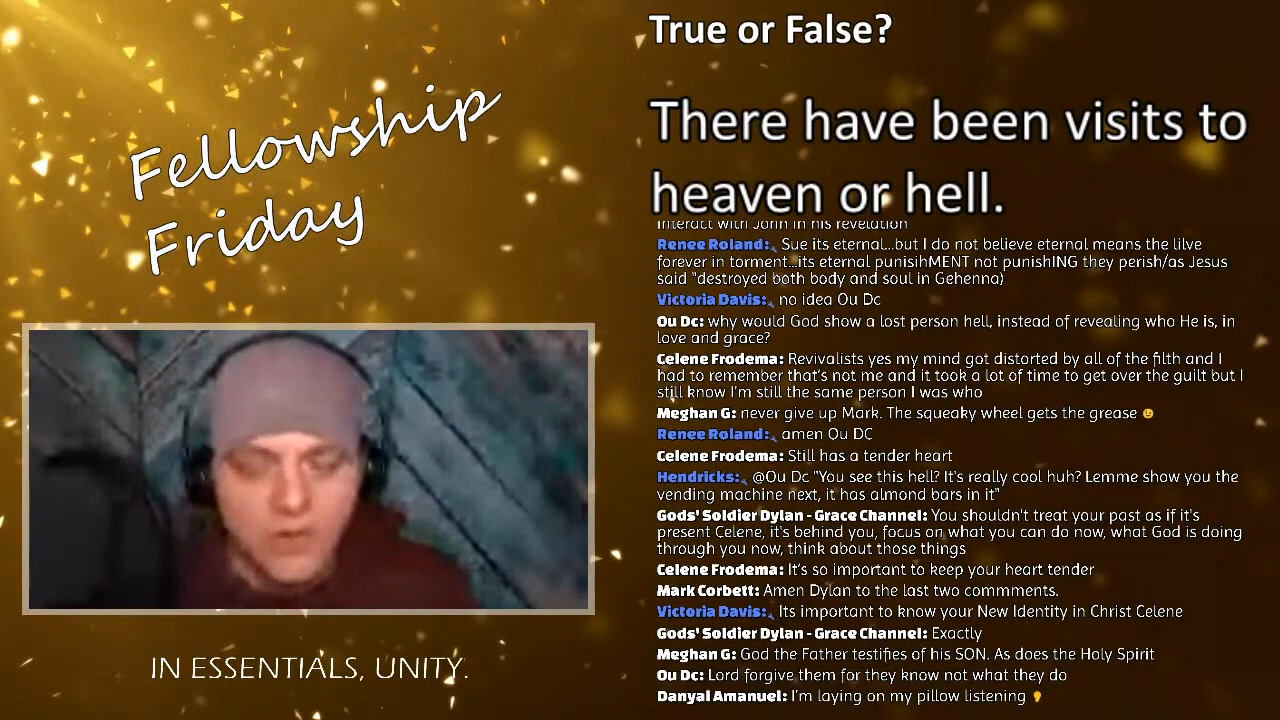 Fellowship
Friday
IN ESSENTIALS, UNITY.
True or False?
There have been visits to
heaven or hell.
interact with John in his revelation
Renee Roland: Sue its eternal...but I do not believe eternal means the lilve
forever in torment...its eternal punisihMENT not punishING they perish/as Jesus
said "destroyed both body and soul in Gehenna)
Victoria Davis: no idea Ou Dc
Ou Dc: why would God show a lost person hell, instead of revealing who He is, in
love and grace?
Celene Frodema: Revivalists yes my mind got distorted by all of the filth and I
had to remember that's not me and it took a lot of time to get over the guilt but I
still know I'm still the same person I was who
Meghan G: never give up Mark. The squeaky wheel gets the grease 😉
Renee Roland: amen Ou DC
Celene Frodema: Still has a tender heart
Hendricks: @Ou Dc "You see this hell? It's really cool huh? Lemme show you the
vending machine next, it has almond bars in it"
Gods' Soldier Dylan - Grace Channel: You shouldn't treat your past as if it's
present Celene, it's behind you, focus on what you can do now, what God is doing
through you now, think about those things
Celene Frodema: It's so important to keep your heart tender
Mark Corbett: Amen Dylan to the last two commments.
Victoria Davis: Its important to know your New Identity in Christ Celene
Gods' Soldier Dylan - Grace Channel: Exactly
Meghan G: God the Father testifies of his SON. As does the Holy Spirit
Ou Dc: Lord forgive them for they know not what they do
Danyal Amanuel: I'm laying on my pillow listening